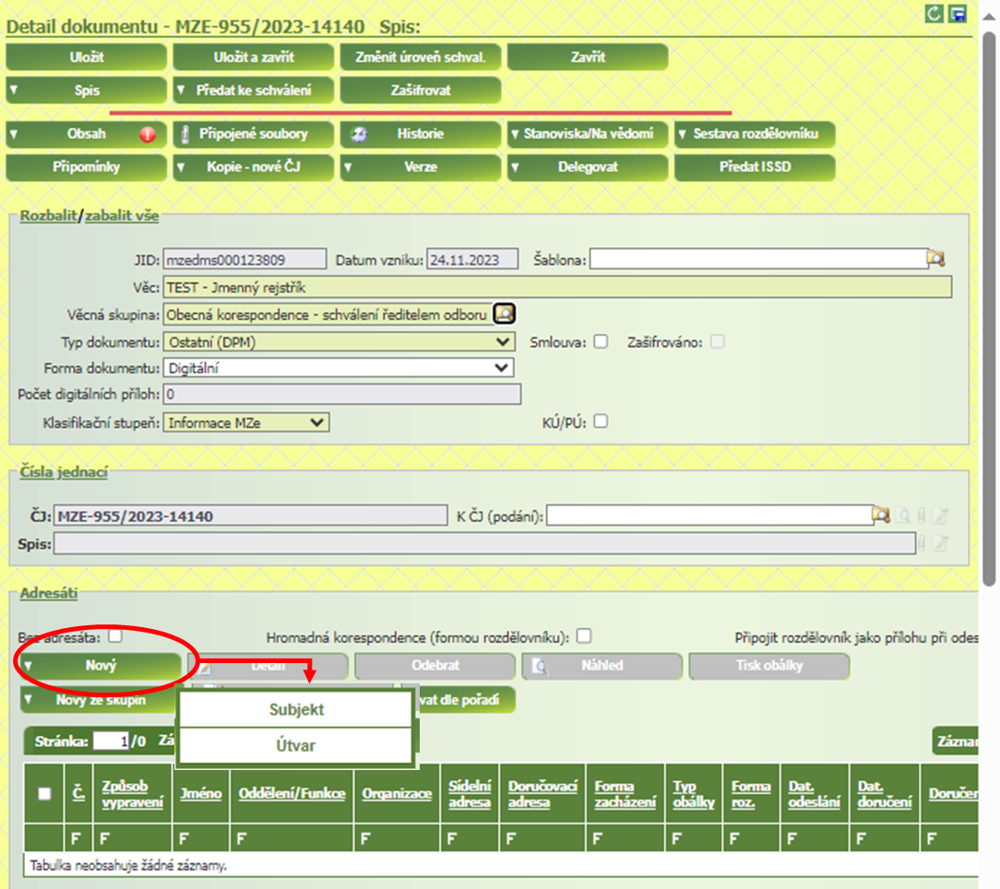 Detail dokumentu - MZE-955/2023-14140 Spis:
Uložit Uložit a zavřít Změnit úroveň schval. Zavřít
Spis Předat ke schválení Zašifrovat
Obsah Připojené soubory Historie Stanoviska/Na vědomí Sestava rozdělovníku
Připomínky Kopie - nové ČJ Verze Delegovat Předat ISSD
Rozbalit/zabalit vše
JID: mzedms000123809 Datum vzniku: 24.11.2023 Šablona:
Věc: TEST - Jmenný rejstřík
Věcná skupina: Obecná korespondence - schválení ředitelem odboru
Typ dokumentu: Ostatní (DPM) Smlouva: Zašifrováno:
Forma dokumentu: Digitální
Počet digitálních příloh: 0
Klasifikační stupeň: Informace MZe KÚ/PÚ:
Čísla jednací
ČJ: MZE-955/2023-14140 K ČJ (podání):
Spis:
Adresáti
Bez adresáta: Hromadná korespondence (formou rozdělovníku): Připojit rozdělovník jako přílohu při odes
Nový Detail Odebrat Náhled Tisk obálky
Nový ze skupin vat dle pořadí
Subjekt
Útvar
Stránka: 1/0 Zá Záznam
Č. Způsob vypravení Jméno Oddělení/Funkce Organizace Sídelní adresa Doručovací adresa Forma zacházení Typ obálky Forma roz. Dat. odeslání Dat. doručení Doručen
F F F F F F F F F F F F F
Tabulka neobsahuje žádné záznamy.